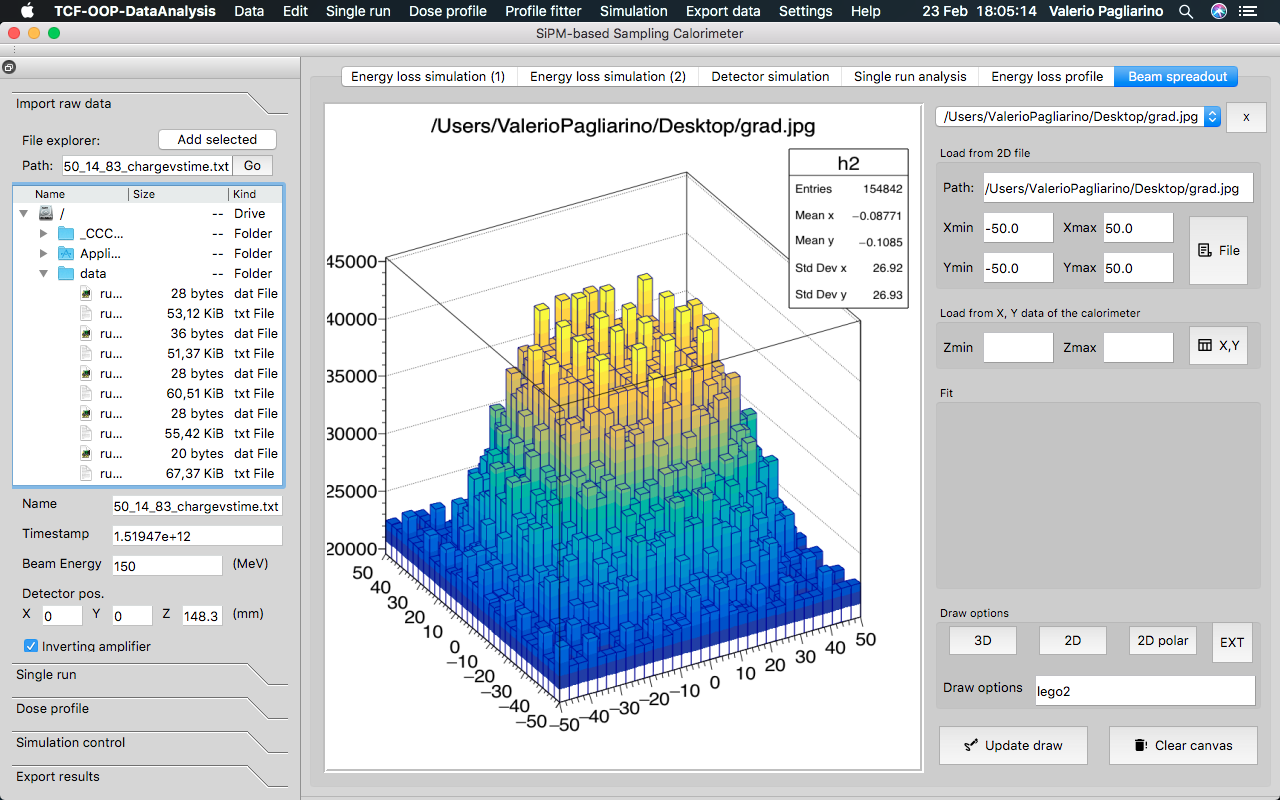 TCF-OOP-DataAnalysis Data Edit Single run Dose profile Profile fitter Simulation Export data Settings Help 23 Feb 18:05:14 Valerio Pagliarino
SiPM-based Sampling Calorimeter
Import raw data
File explorer: Add selected
Path: 50_14_83_chargevstime.txt Go
Name Size Kind
/ -- Drive
_CCC... -- Folder
Appli... -- Folder
data -- Folder
ru... 28 bytes dat File
ru... 53,12 KiB txt File
ru... 36 bytes dat File
ru... 51,37 KiB txt File
ru... 28 bytes dat File
ru... 60,51 KiB txt File
ru... 28 bytes dat File
ru... 55,42 KiB txt File
ru... 20 bytes dat File
ru... 67,37 KiB txt File
Name 50_14_83_chargevstime.txt
Timestamp 1.51947e+12
Beam Energy 150 (MeV)
Detector pos.
X 0 Y 0 Z 148.3 (mm)
Inverting amplifier
Single run
Dose profile
Simulation control
Export results
Energy loss simulation (1) Energy loss simulation (2) Detector simulation Single run analysis Energy loss profile Beam spreadout
/Users/ValerioPagliarino/Desktop/grad.jpg
h2
Entries 154842
Mean x −0.08771
Mean y −0.1085
Std Dev x 26.92
Std Dev y 26.93
45000
40000
35000
30000
25000
20000
50
40
30
20
10
0
−10
−20
−30
−40
−50
−50
−40
−30
−20
−10
0
10
20
30
40
50
/Users/ValerioPagliarino/Desktop/grad.jpg x
Load from 2D file
Path: /Users/ValerioPagliarino/Desktop/grad.jpg
Xmin -50.0 Xmax 50.0
File
Ymin -50.0 Ymax 50.0
Load from X, Y data of the calorimeter
Zmin Zmax X,Y
Fit
Draw options
3D 2D 2D polar EXT
Draw options lego2
Update draw Clear canvas